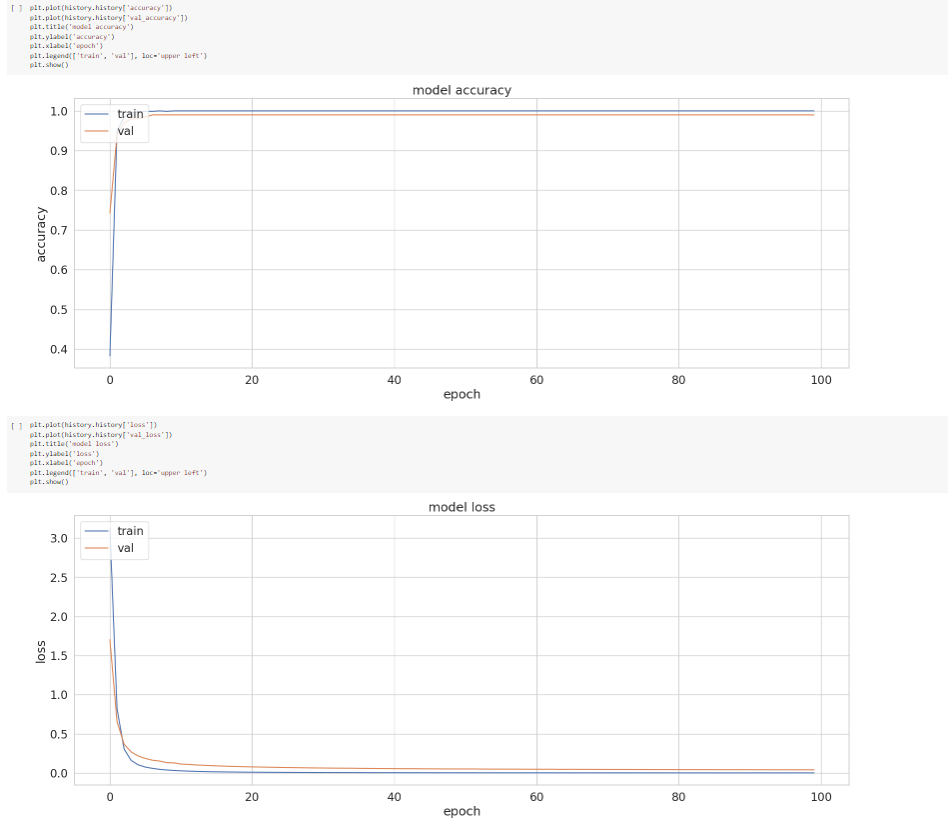 [ ] plt.plot(history.history['accuracy'])
plt.plot(history.history['val_accuracy'])
plt.title('model accuracy')
plt.ylabel('accuracy')
plt.xlabel('epoch')
plt.legend(['train', 'val'], loc='upper left')
plt.show()
model accuracy
1.0
train
val
0.9
0.8
0.7
accuracy
0.6
0.5
0.4
0 20 40 60 80 100
epoch
[ ] plt.plot(history.history['loss'])
plt.plot(history.history['val_loss'])
plt.title('model loss')
plt.ylabel('loss')
plt.xlabel('epoch')
plt.legend(['train', 'val'], loc='upper left')
plt.show()
model loss
train
3.0
val
2.5
2.0
loss
1.5
1.0
0.5
0.0
0 20 40 60 80 100
epoch